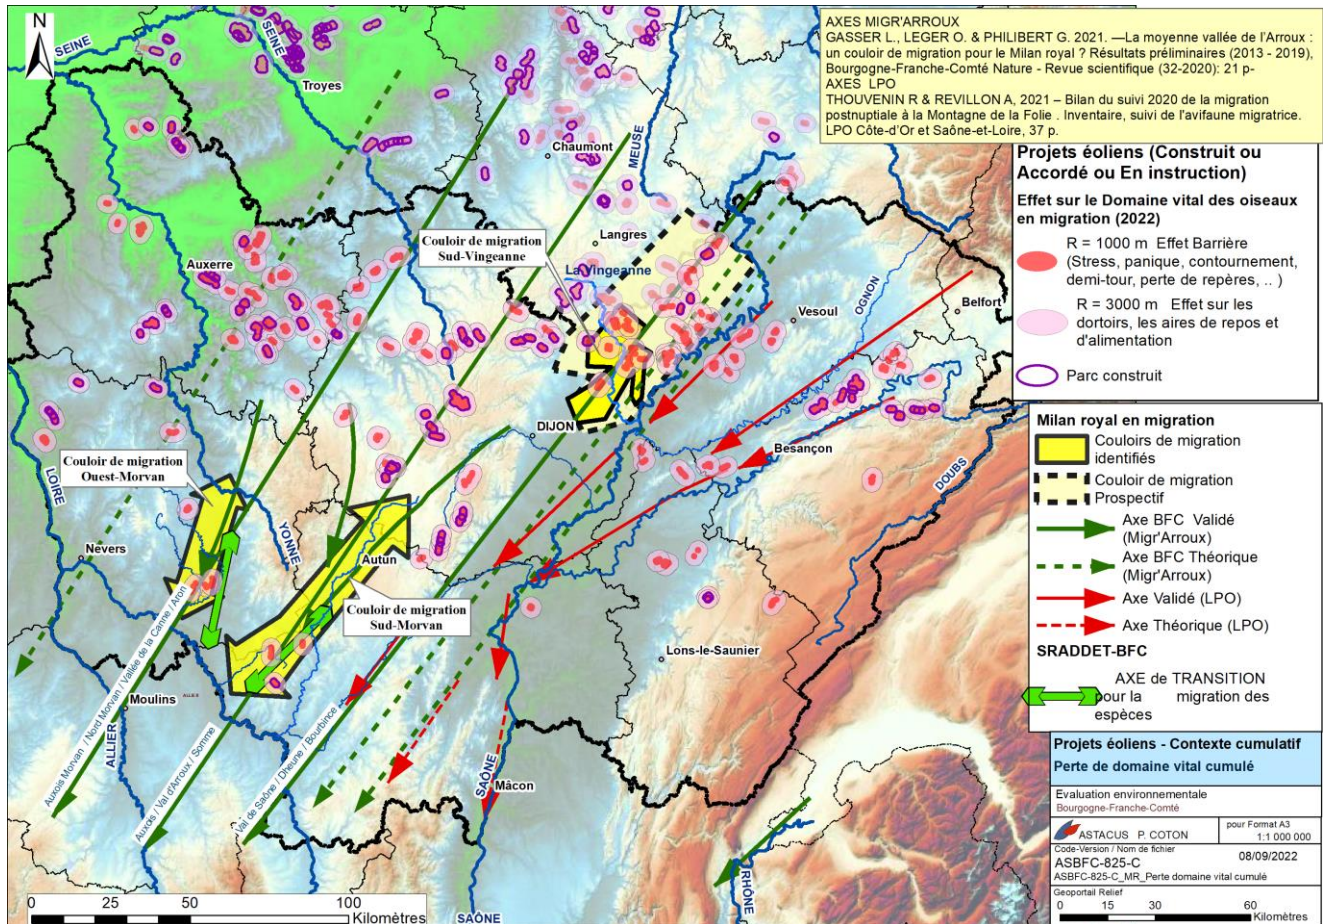 AXES MIGR'ARROUX
GASSER L., LEGER O. & PHILIBERT G. 2021. —La moyenne vallée de l'Arroux :
un couloir de migration pour le Milan royal ? Résultats préliminaires (2013 - 2019),
Bourgogne-Franche-Comté Nature - Revue scientifique (32-2020): 21 p-
AXES LPO
THOUVENIN R & REVILLON A, 2021 – Bilan du suivi 2020 de la migration
postnuptiale à la Montagne de la Folie . Inventaire, suivi de l'avifaune migratrice.
LPO Côte-d'Or et Saône-et-Loire, 37 p.
N
SEINE
SEINE
Troyes
Chaumont
MEUSE
Langres
Couloir de migration
Sud-Vingeanne
La Vingeanne
Auxerre
Vesoul
OGNON
Belfort
DIJON
Besançon
DOUBS
Couloir de migration
Ouest-Morvan
LOIRE
YONNE
Nevers
Autun
Couloir de migration
Sud-Morvan
Lons-le-Saunier
Moulins
ALLIER
ALLIER
Auxois Morvan / Nord Morvan / Vallée de la Canne / Aron
Auxois / Val d'Arroux / Somme
Val de Saône / Dheune / Bourbince
SAÔNE
Mâcon
RHÔNE
SAÔNE
0 25 50 100
Kilomètres
Projets éoliens (Construit ou
Accordé ou En instruction)
Effet sur le Domaine vital des oiseaux
en migration (2022)
R = 1000 m Effet Barrière
(Stress, panique, contournement,
demi-tour, perte de repères, .. )
R = 3000 m Effet sur les
dortoirs, les aires de repos et
d'alimentation
Parc construit
Milan royal en migration
Couloirs de migration
identifiés
Couloir de migration
Prospectif
Axe BFC Validé
(Migr'Arroux)
Axe BFC Théorique
(Migr'Arroux)
Axe Validé (LPO)
Axe Théorique (LPO)
SRADDET-BFC
AXE de TRANSITION
pour la migration des
espèces
Projets éoliens - Contexte cumulatif
Perte de domaine vital cumulé
Evaluation environnementale
Bourgogne-Franche-Comté
ASTACUS P. COTON
pour Format A3
1:1 000 000
Code-Version / Nom de fichier
ASBFC-825-C
08/09/2022
ASBFC-825-C_MR_Perte domaine vital cumulé
Geoportail Relief
0 15 30 60
Kilomètres